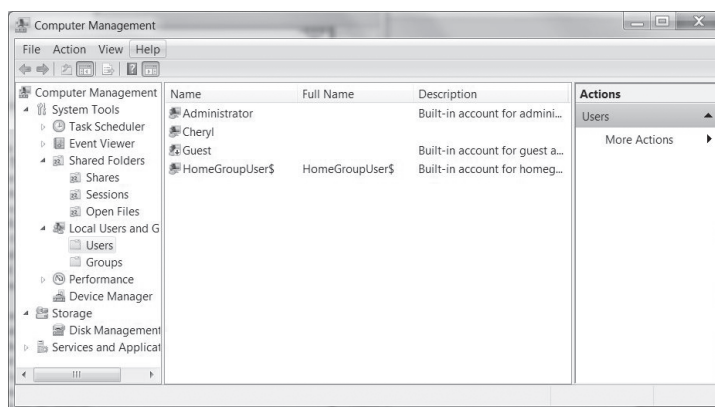 Computer Management
File Action View Help
Computer Management
System Tools
Task Scheduler
Event Viewer
Shared Folders
Shares
Sessions
Open Files
Local Users and G
Users
Groups
Performance
Device Manager
Storage
Disk Management
Services and Applicat
Name Full Name Description
Administrator Built-in account for admini...
Cheryl
Guest Built-in account for guest a...
HomeGroupUser$ HomeGroupUser$ Built-in account for homeg...
Actions
Users
More Actions